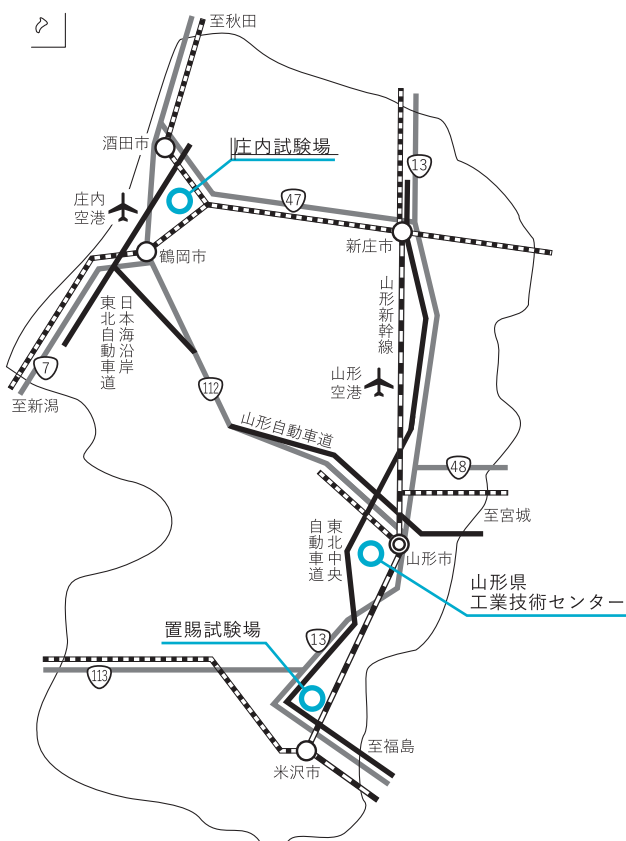 至秋田
酒田市
庄内試験場
13
庄内
空港
47
鶴岡市
新庄市
山形新幹線
日本海沿岸
東北自動車道
7
至新潟
112
山形
空港
山形自動車道
48
至宮城
東北中央
自動車道
山形市
山形県
工業技術センター
置賜試験場
13
113
至福島
米沢市